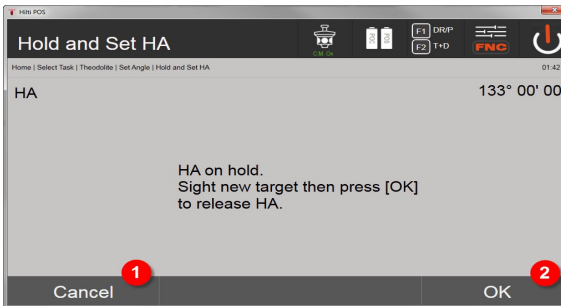 Hilti POS
Hold and Set HA
C.M. On
POC
POS
F1 DR/P
F2 T+D
FNC
Home | Select Task | Theodolite | Set Angle | Hold and Set HA
01:42
HA
133° 00' 00
HA on hold.
Sight new target then press [OK]
to release HA.
1
2
Cancel
OK